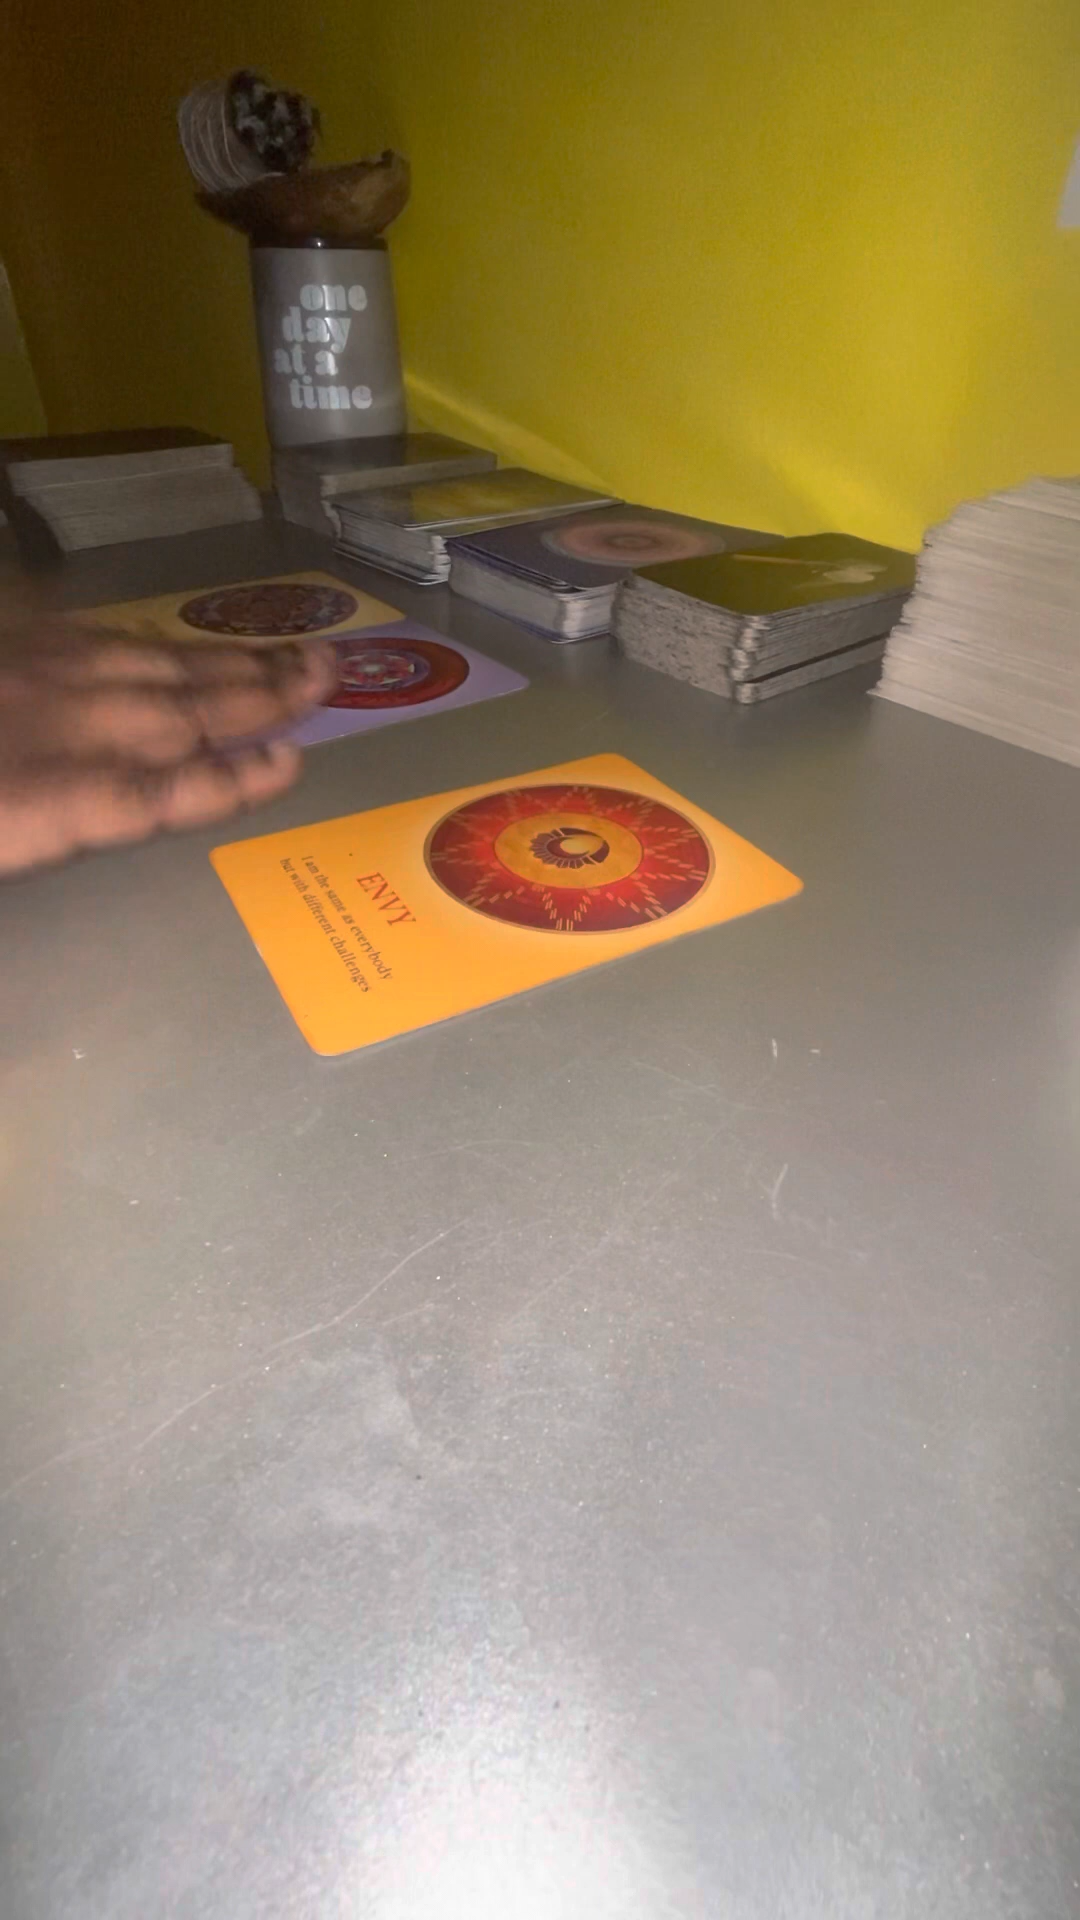 one
day
at a
time
ENVY
I am the same as everybody
but with different challenges